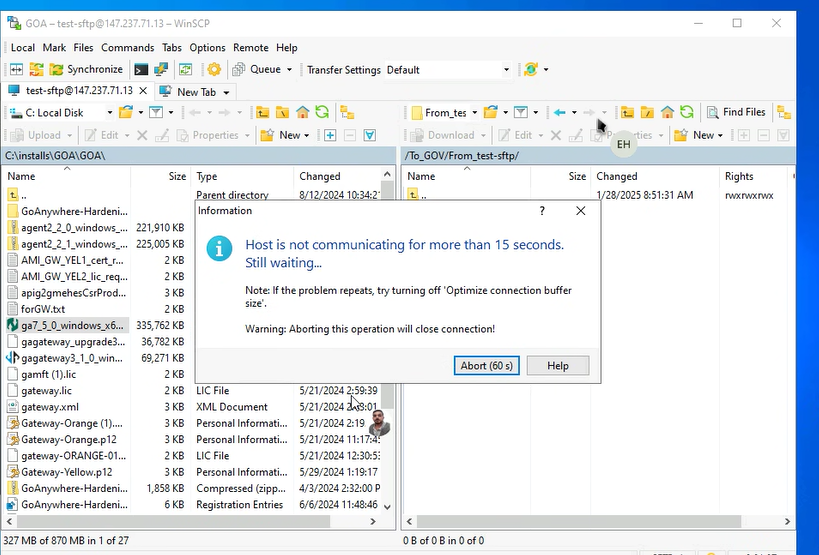 GOA – test-sftp@147.237.71.13 – WinSCP
Local Mark Files Commands Tabs Options Remote Help
Synchronize Queue Transfer Settings Default
test-sftp@147.237.71.13 New Tab
C: Local Disk
From_tes Find Files
Upload Edit Properties New
Download Edit Properties New
EH
C:\installs\GOA\GOA\
/To_GOV/From_test-sftp/
Name Size Type Changed
Name Size Changed Rights
.. Parent directory 8/12/2024 10:34:2
.. 1/28/2025 8:51:31 AM rwxrwxrwx
GoAnywhere-Hardeni...
agent2_2_0_windows_... 221,910 KB
agent2_2_1_windows_... 225,005 KB
AMI_GW_YEL1_cert_r... 2 KB
AMI_GW_YEL2_lic_req... 2 KB
apig2gmehesCsrProd... 3 KB
forGW.txt 2 KB
ga7_5_0_windows_x6... 335,762 KB
gagateway_upgrade3... 36,782 KB
gagateway3_1_0_win... 69,271 KB
gamft (1).lic 2 KB
gateway.lic 2 KB LIC File 5/21/2024 2:59:39
gateway.xml 2 KB XML Document 5/21/2024
Gateway-Orange (1).... 3 KB Personal Informati... 5/21/2024 2:19
Gateway-Orange.p12 3 KB Personal Informati... 5/21/2024 11:17:4
gateway-ORANGE-01... 2 KB LIC File 5/21/2024 12:30:5
Gateway-Yellow.p12 3 KB Personal Informati... 5/29/2024 1:19:17
GoAnywhere-Hardeni... 1,858 KB Compressed (zipp... 4/3/2024 2:32:00 P
GoAnywhere-Hardeni... 6 KB Registration Entries 6/6/2024 11:48:46
Information
Host is not communicating for more than 15 seconds.
Still waiting...
Note: If the problem repeats, try turning off 'Optimize connection buffer
size'.
Warning: Aborting this operation will close connection!
Abort (60 s) Help
327 MB of 870 MB in 1 of 27
0 B of 0 B in 0 of 0